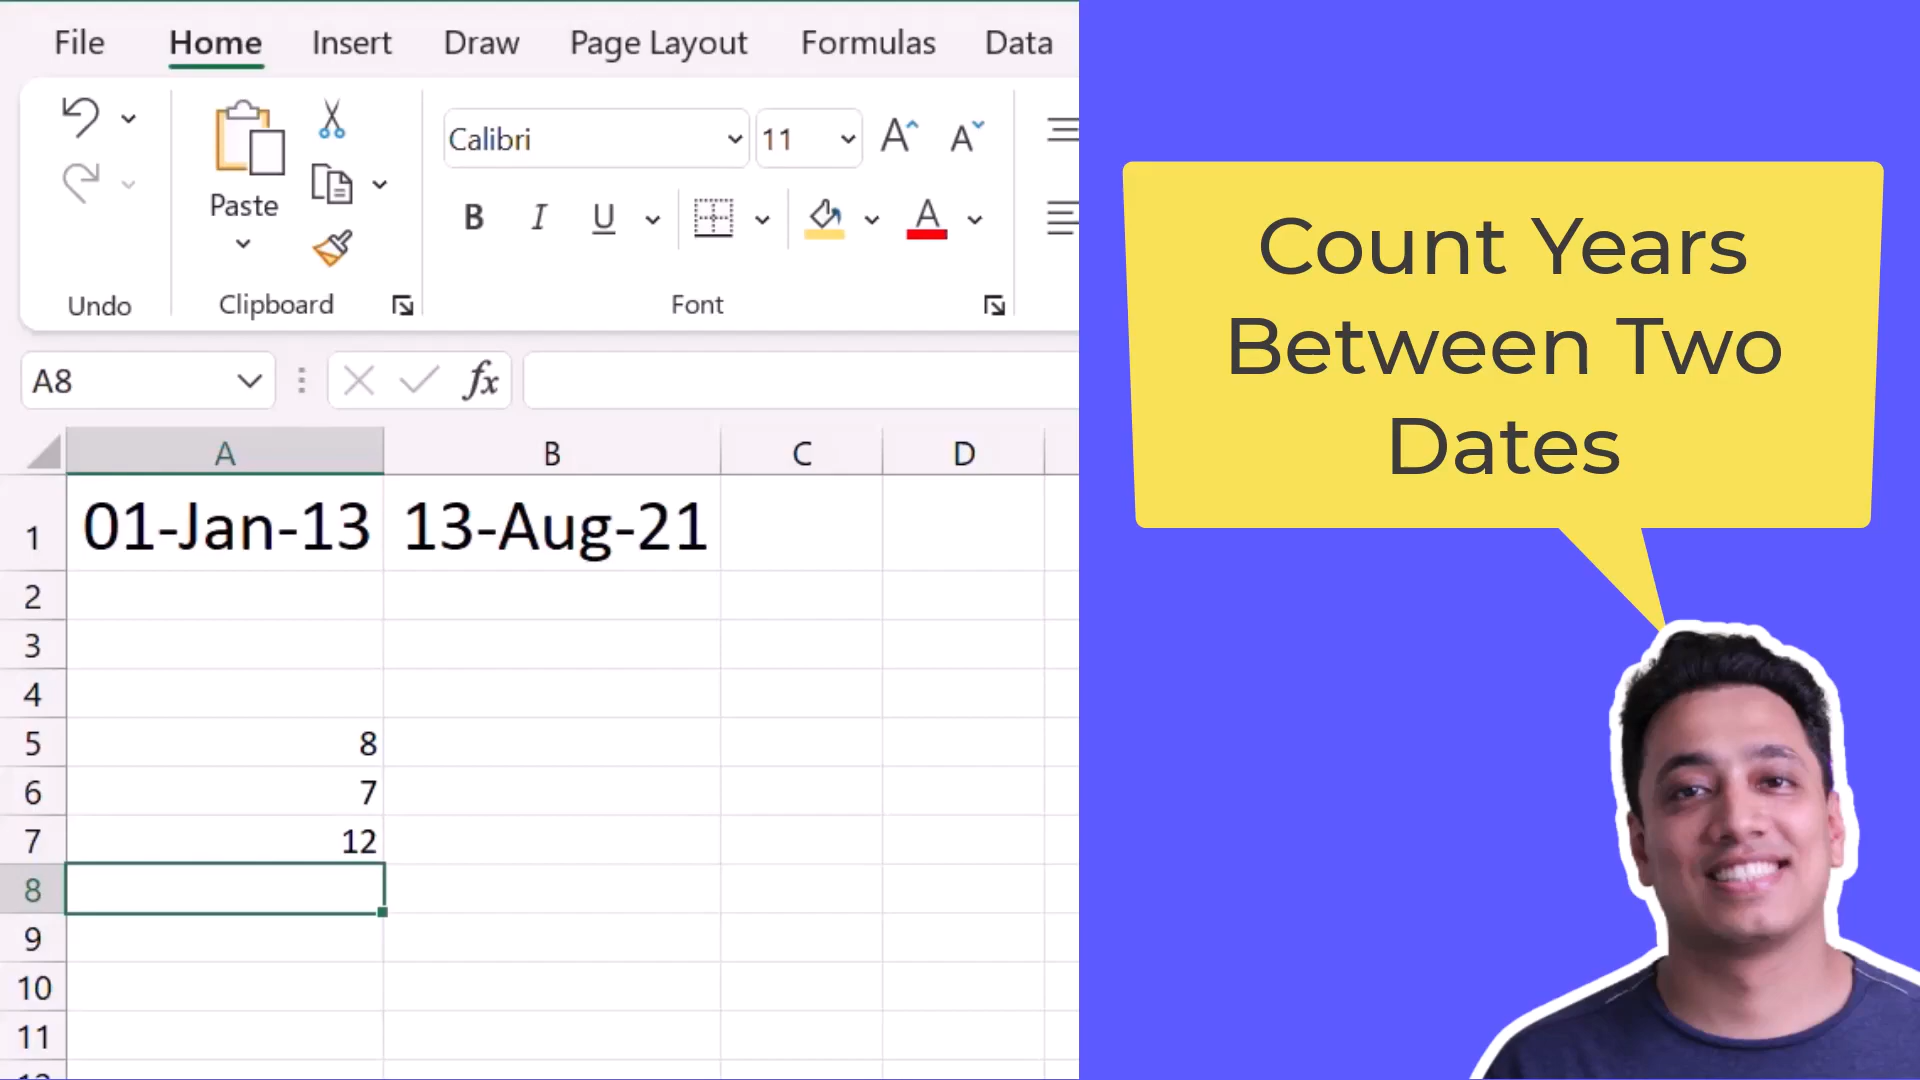 File Home Insert Draw Page Layout Formulas Data
Calibri 11
Paste
B I U A
Undo Clipboard Font
A8 fx
A B C D
1 01-Jan-13 13-Aug-21
2
3
4
5 8
6 7
7 12
8
9
10
11
Count Years
Between Two
Dates